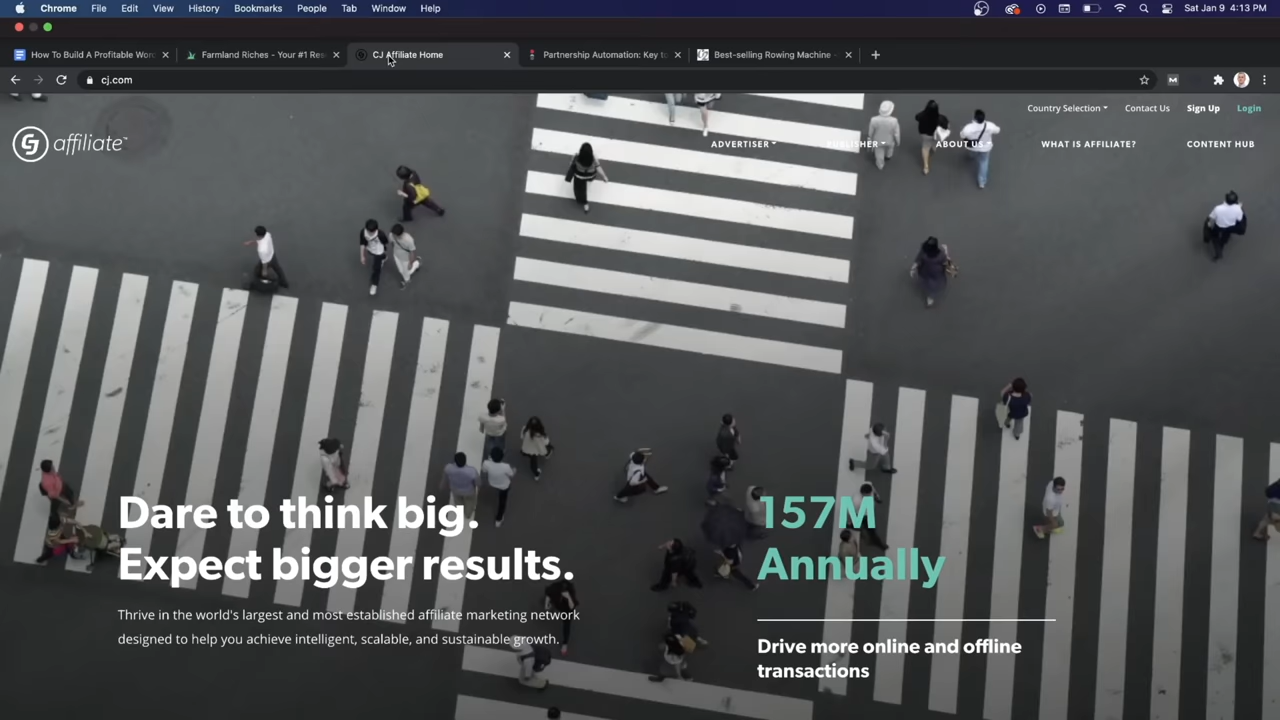 Chrome File Edit View History Bookmarks People Tab Window Help Sat Jan 9 4:13 PM
How To Build A Profitable Wor
Farmland Riches - Your #1 Res
CJ Affiliate Home
Partnership Automation: Key to
Best-selling Rowing Machine -
cj.com
Country Selection Contact Us Sign Up Login
CJ affiliate™
ADVERTISER PUBLISHER ABOUT US WHAT IS AFFILIATE? CONTENT HUB
Dare to think big.
Expect bigger results.
Thrive in the world's largest and most established affiliate marketing network
designed to help you achieve intelligent, scalable, and sustainable growth.
157M
Annually
Drive more online and offline
transactions